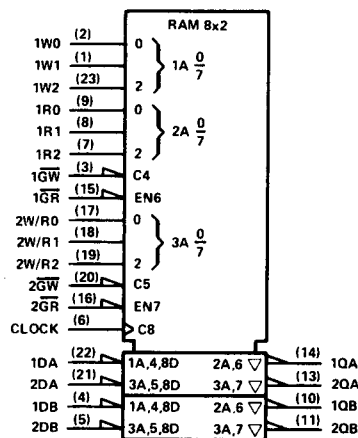 RAM 8x2
1W0 (2) 0
1W1 (1) 1A 0/7
1W2 (23) 2
1R0 (9) 0
1R1 (8) 2A 0/7
1R2 (7) 2
1G̅W̅ (3) C4
1G̅R̅ (15) EN6
2W/R0 (17) 0
2W/R1 (18) 3A 0/7
2W/R2 (19) 2
2G̅W̅ (20) C5
2G̅R̅ (16) EN7
CLOCK (6) C8
1DA (22) 1A,4,8D 2A,6 ▽ (14) 1QA
2DA (21) 3A,5,8D 3A,7 ▽ (13) 2QA
1DB (4) 1A,4,8D 2A,6 ▽ (10) 1QB
2DB (5) 3A,5,8D 3A,7 ▽ (11) 2QB